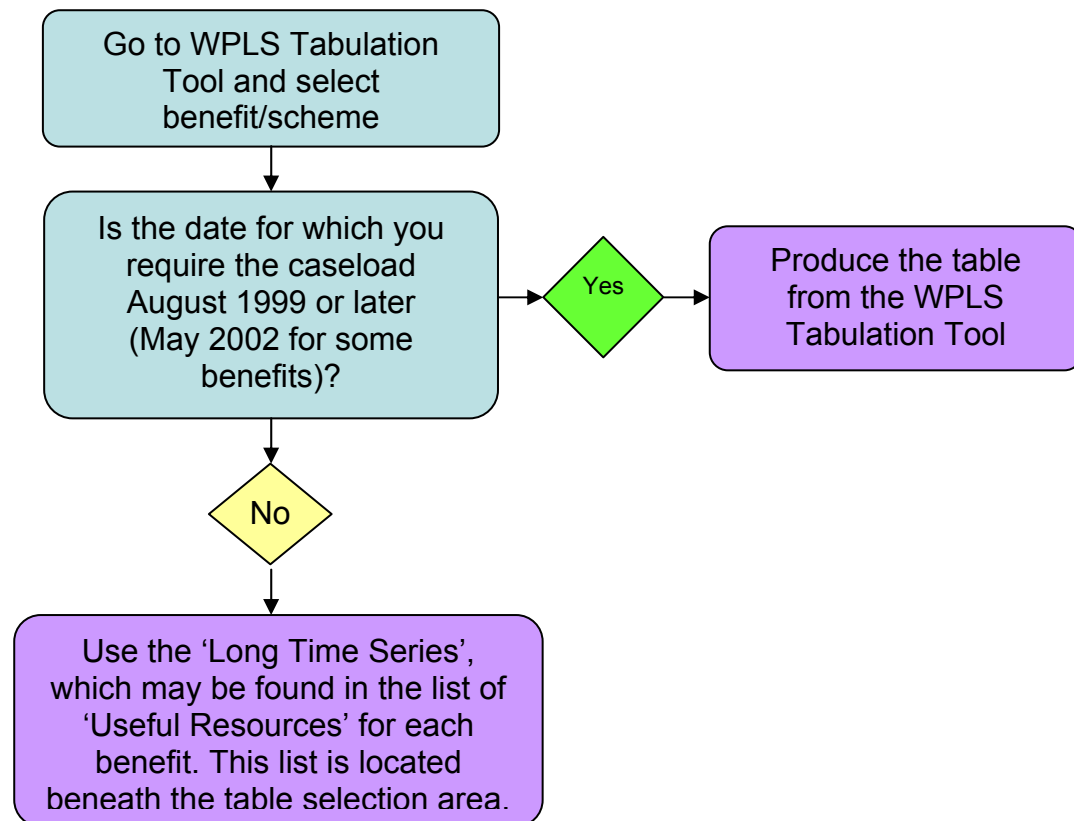 Go to WPLS Tabulation
Tool and select
benefit/scheme
Is the date for which you
require the caseload
August 1999 or later
(May 2002 for some
benefits)?
Yes
Produce the table
from the WPLS
Tabulation Tool
No
Use the ‘Long Time Series’,
which may be found in the list of
‘Useful Resources’ for each
benefit. This list is located
beneath the table selection area.